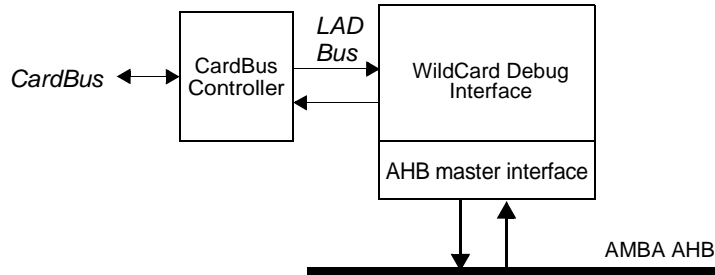 LAD
Bus
CardBus
CardBus
Controller
WildCard Debug
Interface
AHB master interface
AMBA AHB